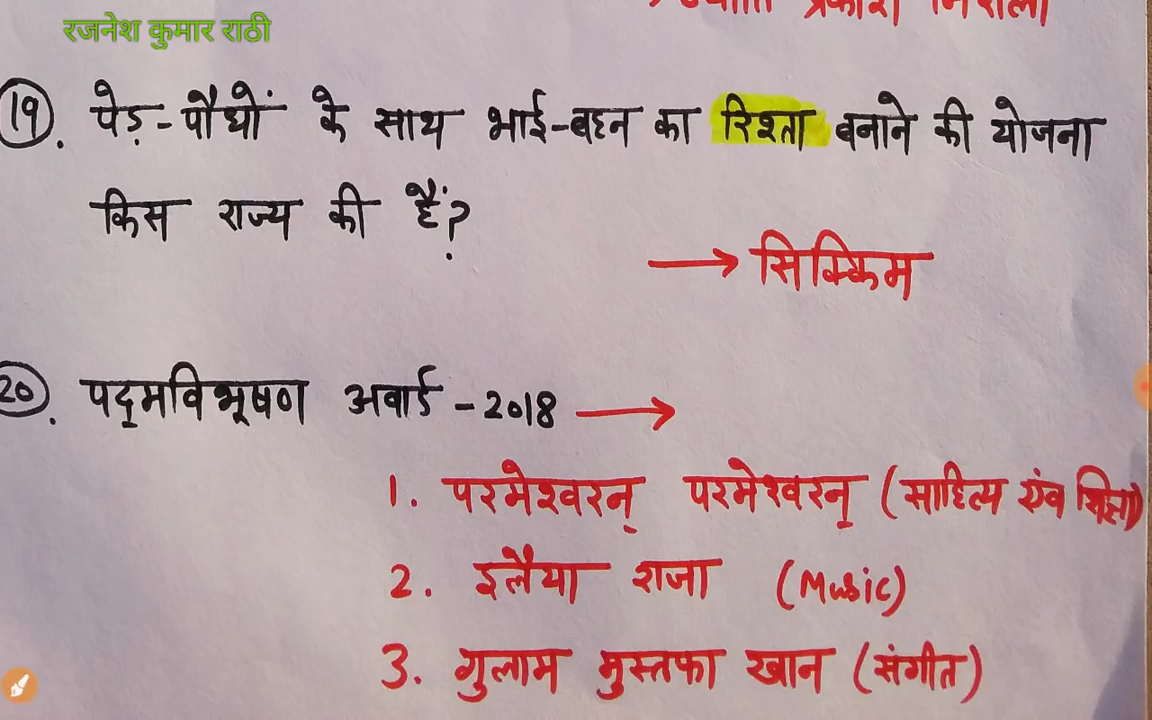 ज्योति प्रकाश निराला
रजनेश कुमार राठी
19. पेड़-पौधों के साथ भाई-बहन का रिश्ता बनाने की योजना
किस राज्य की हैं?
→ सिक्किम
20. पद्मविभूषण अवार्ड - 2018 →
1. परमेश्वरन् परमेश्वरन् (साहित्य एंव शिक्षा)
2. इलैया राजा (Music)
3. गुलाम मुस्तफा खान (संगीत)